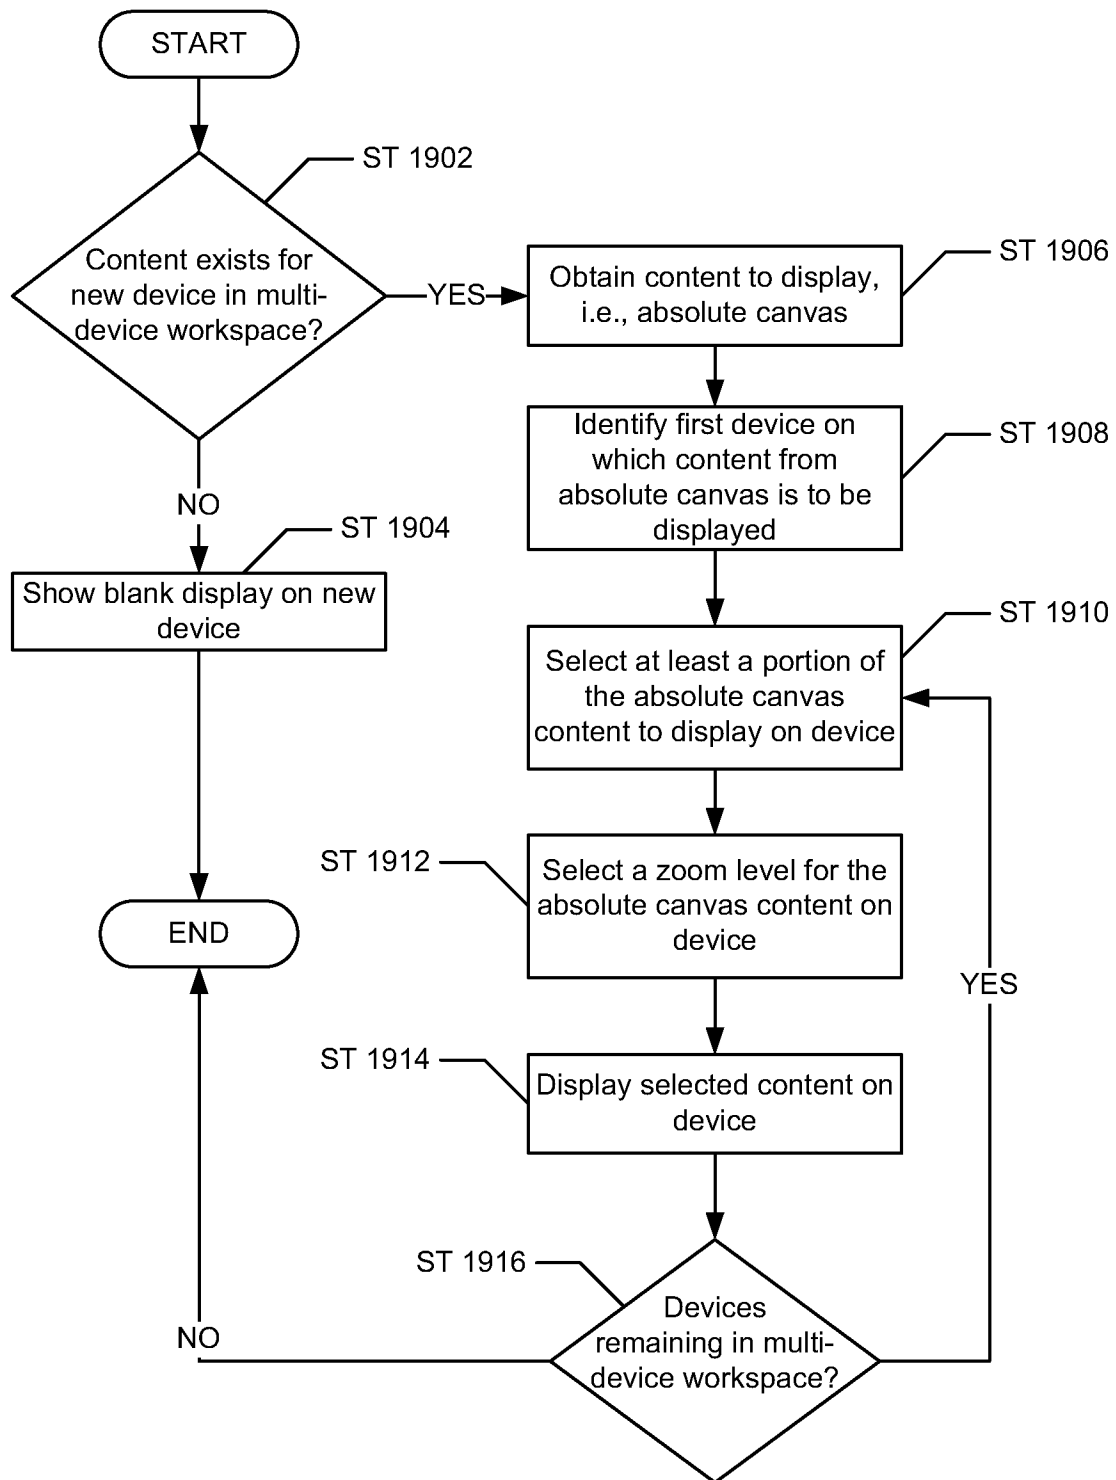 START
ST 1902
Content exists for
new device in multi-
device workspace?
YES
ST 1906
Obtain content to display,
i.e., absolute canvas
ST 1908
Identify first device on
which content from
absolute canvas is to be
displayed
NO
ST 1904
Show blank display on new
device
ST 1910
Select at least a portion of
the absolute canvas
content to display on device
ST 1912
Select a zoom level for the
absolute canvas content on
device
END
YES
ST 1914
Display selected content on
device
ST 1916
Devices
remaining in multi-
device workspace?
NO